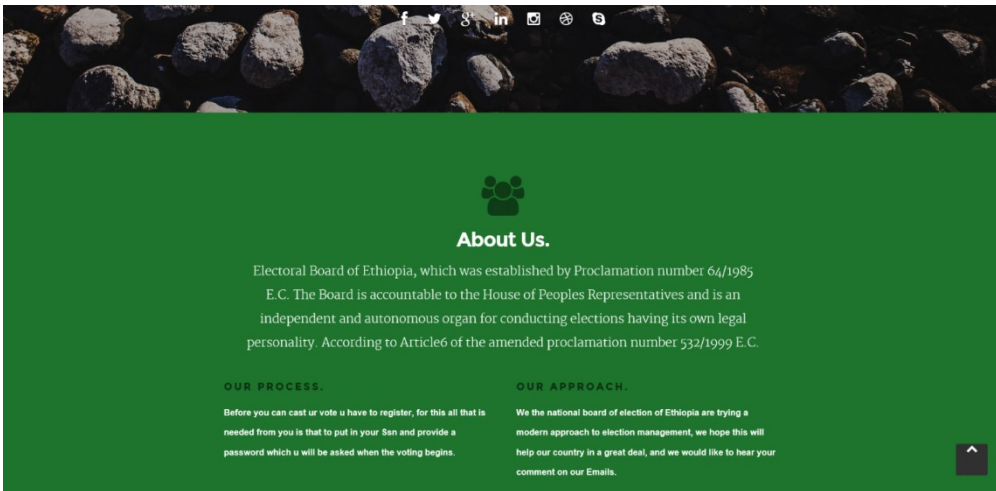 About Us.
Electoral Board of Ethiopia, which was established by Proclamation number 64/1985
E.C. The Board is accountable to the House of Peoples Representatives and is an
independent and autonomous organ for conducting elections having its own legal
personality. According to Article6 of the amended proclamation number 532/1999 E.C.
OUR PROCESS.
Before you can cast ur vote u have to register, for this all that is
needed from you is that to put in your Ssn and provide a
password which u will be asked when the voting begins.
OUR APPROACH.
We the national board of election of Ethiopia are trying a
modern approach to election management, we hope this will
help our country in a great deal, and we would like to hear your
comment on our Emails.